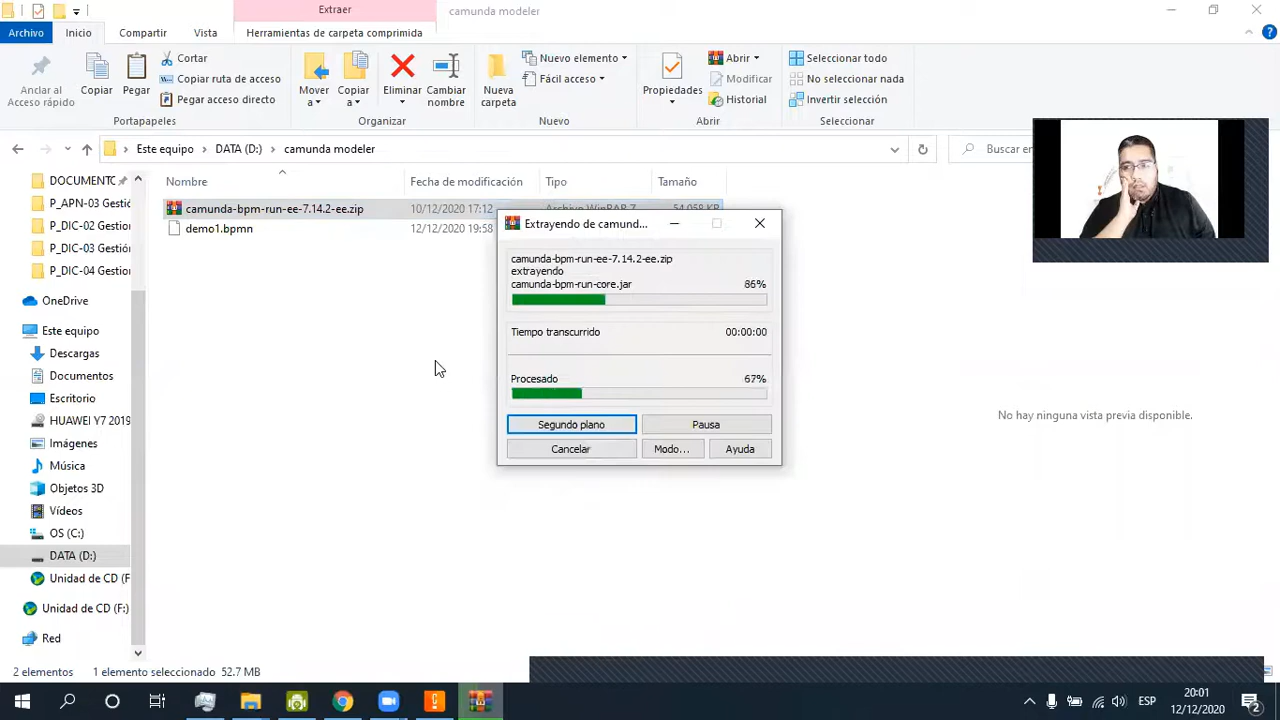 Extraer
camunda modeler
Archivo
Inicio
Compartir
Vista
Herramientas de carpeta comprimida
Anclar al
Acceso rápido
Copiar
Pegar
Cortar
Copiar ruta de acceso
Pegar acceso directo
Portapapeles
Mover
a
Copiar
a
Eliminar
Cambiar
nombre
Organizar
Nueva
carpeta
Nuevo elemento
Fácil acceso
Nuevo
Propiedades
Abrir
Modificar
Historial
Abrir
Seleccionar todo
No seleccionar nada
Invertir selección
Seleccionar
Este equipo
DATA (D:)
camunda modeler
Buscar en
Nombre
Fecha de modificación
Tipo
Tamaño
camunda-bpm-run-ee-7.14.2-ee.zip
10/12/2020 17:12
Archivo WinRAR Z...
54.058 KB
demo1.bpmn
12/12/2020 19:58
DOCUMENTO
P_APN-03 Gestió
P_DIC-02 Gestion
P_DIC-03 Gestion
P_DIC-04 Gestion
OneDrive
Este equipo
Descargas
Documentos
Escritorio
HUAWEI Y7 2019
Imágenes
Música
Objetos 3D
Vídeos
OS (C:)
DATA (D:)
Unidad de CD (F
Unidad de CD (F:)
Red
Extrayendo de camund...
camunda-bpm-run-ee-7.14.2-ee.zip
extrayendo
camunda-bpm-run-core.jar
86%
Tiempo transcurrido
00:00:00
Procesado
67%
Segundo plano
Pausa
Cancelar
Modo...
Ayuda
No hay ninguna vista previa disponible.
2 elementos
1 elemento seleccionado 52.7 MB
ESP
20:01
12/12/2020
2